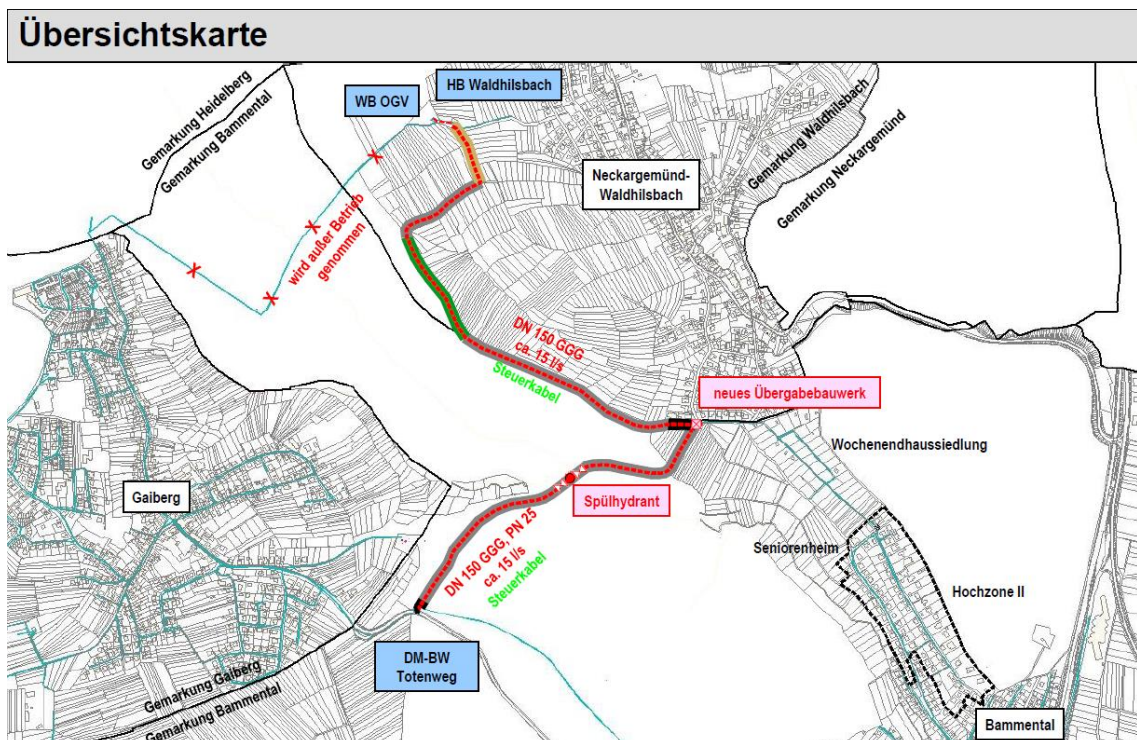 Übersichtskarte
HB Waldhilsbach
WB OGV
Gemarkung Heidelberg
Gemarkung Bammental
Gemarkung Waldhilsbach
Gemarkung Neckargemünd
Neckargemünd-
Waldhilsbach
wird außer Betrieb
genommen
DN 150 GGG
ca. 15 l/s
Steuerkabel
neues Übergabebauwerk
Wochenendhaussiedlung
Gaiberg
Spülhydrant
DN 150 GGG, PN 25
ca. 15 l/s
Steuerkabel
Seniorenheim
Hochzone II
DM-BW
Totenweg
Gemarkung Gaiberg
Gemarkung Bammental
Bammental